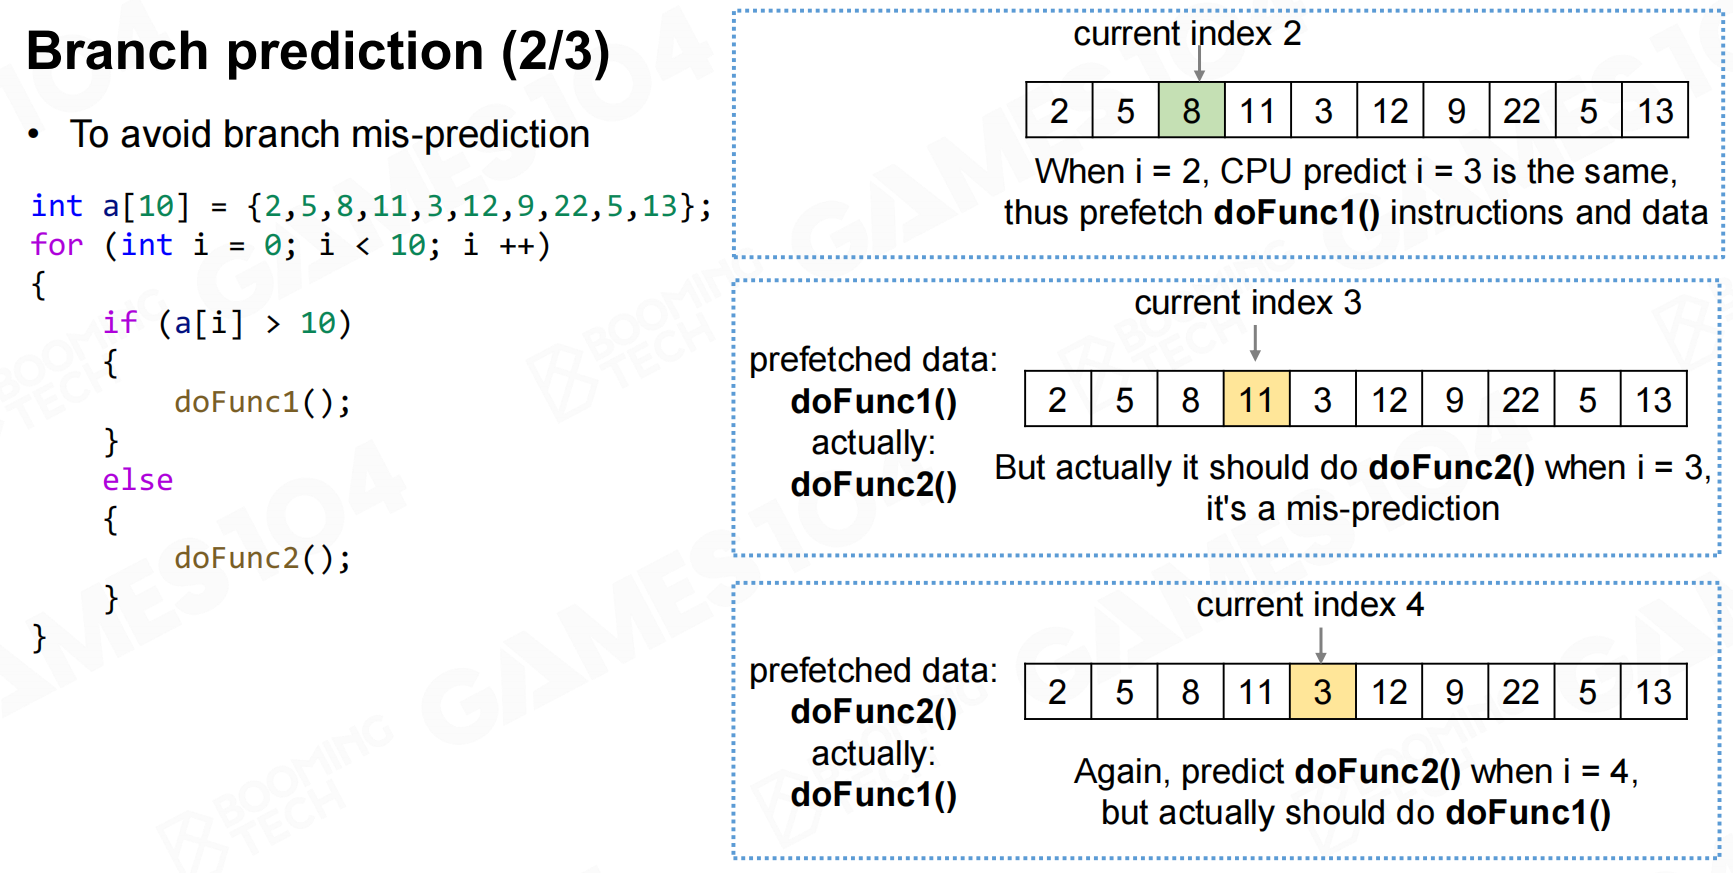 Branch prediction (2/3)
• To avoid branch mis-prediction
int a[10] = {2,5,8,11,3,12,9,22,5,13};
for (int i = 0; i < 10; i ++)
{
if (a[i] > 10)
{
doFunc1();
}
else
{
doFunc2();
}
}
current index 2
2 5 8 11 3 12 9 22 5 13
When i = 2, CPU predict i = 3 is the same,
thus prefetch doFunc1() instructions and data
current index 3
prefetched data:
doFunc1()
actually:
doFunc2()
2 5 8 11 3 12 9 22 5 13
But actually it should do doFunc2() when i = 3,
it's a mis-prediction
current index 4
prefetched data:
doFunc2()
actually:
doFunc1()
2 5 8 11 3 12 9 22 5 13
Again, predict doFunc2() when i = 4,
but actually should do doFunc1()
GAMES104
BOOMING
TECH